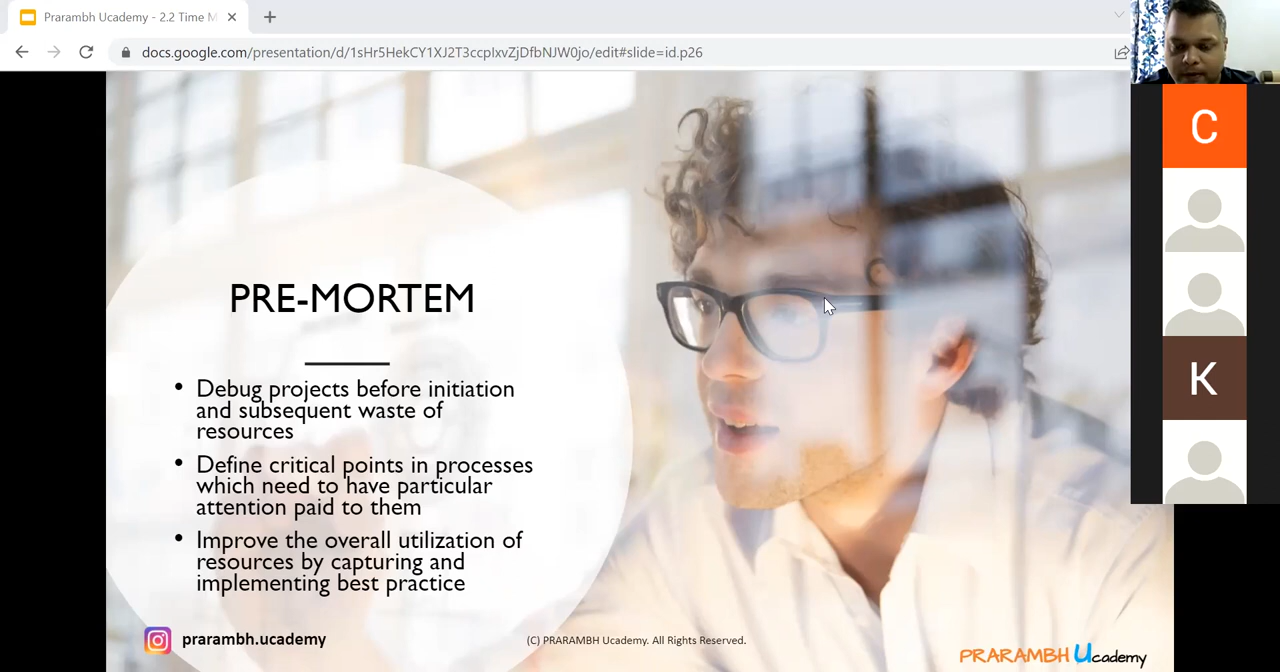 Prarambh Ucademy - 2.2 Time M
docs.google.com/presentation/d/1sHr5HekCY1XJ2T3ccpIxvZjDfbNJW0jo/edit#slide=id.p26
C
K
PRE-MORTEM
• Debug projects before initiation
and subsequent waste of
resources
• Define critical points in processes
which need to have particular
attention paid to them
• Improve the overall utilization of
resources by capturing and
implementing best practice
prarambh.ucademy
(C) PRARAMBH Ucademy. All Rights Reserved.
PRARAMBH Ucademy